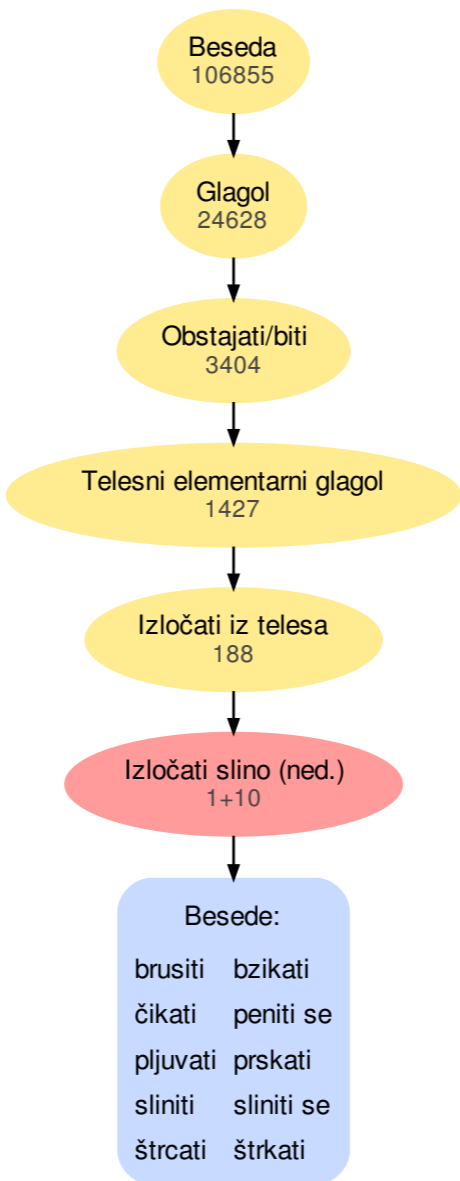 Beseda
106855
Glagol
24628
Obstajati/biti
3404
Telesni elementarni glagol
1427
Izločati iz telesa
188
Izločati slino (ned.)
1+10
Besede:
brusiti bzikati
čikati peniti se
pljuvati prskati
sliniti sliniti se
štrcati štrkati